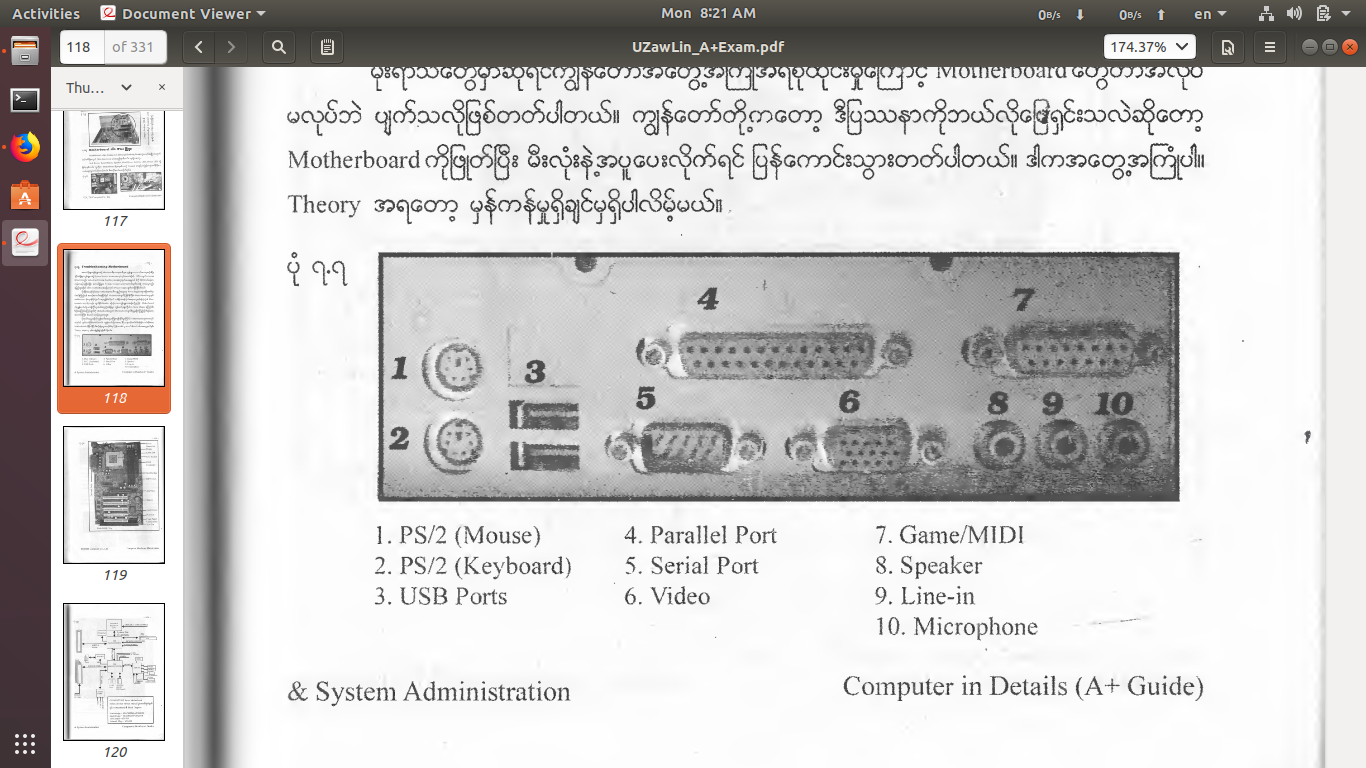 Activities
Document Viewer
Mon 8:21 AM
0B/s
0B/s
en
118
of 331
UZawLin_A+Exam.pdf
174.37%
Thu...
117
118
119
120
Motherboard
မလုပ်ဘဲ ပျက်သလိုဖြစ်တတ်ပါတယ်။ ကျွန်တော်တို့ကတော့ ဒီပြဿနာကိုဘယ်လိုဖြေရှင်းသလဲဆိုတော့
Motherboard ကိုဖြုတ်ပြီး မီးလုံးနဲ့အပူပေးလိုက်ရင် ပြန်ကောင်းသွားတတ်ပါတယ်။ ဒါကအတွေ့အကြုံပါ။
Theory အရတော့ မှန်ကန်မှုရှိချင်မှရှိပါလိမ့်မယ်။
ပုံ ၇.၇
1
2
3
4
5
6
7
8 9 10
1. PS/2 (Mouse)
2. PS/2 (Keyboard)
3. USB Ports
4. Parallel Port
5. Serial Port
6. Video
7. Game/MIDI
8. Speaker
9. Line-in
10. Microphone
& System Administration
Computer in Details (A+ Guide)